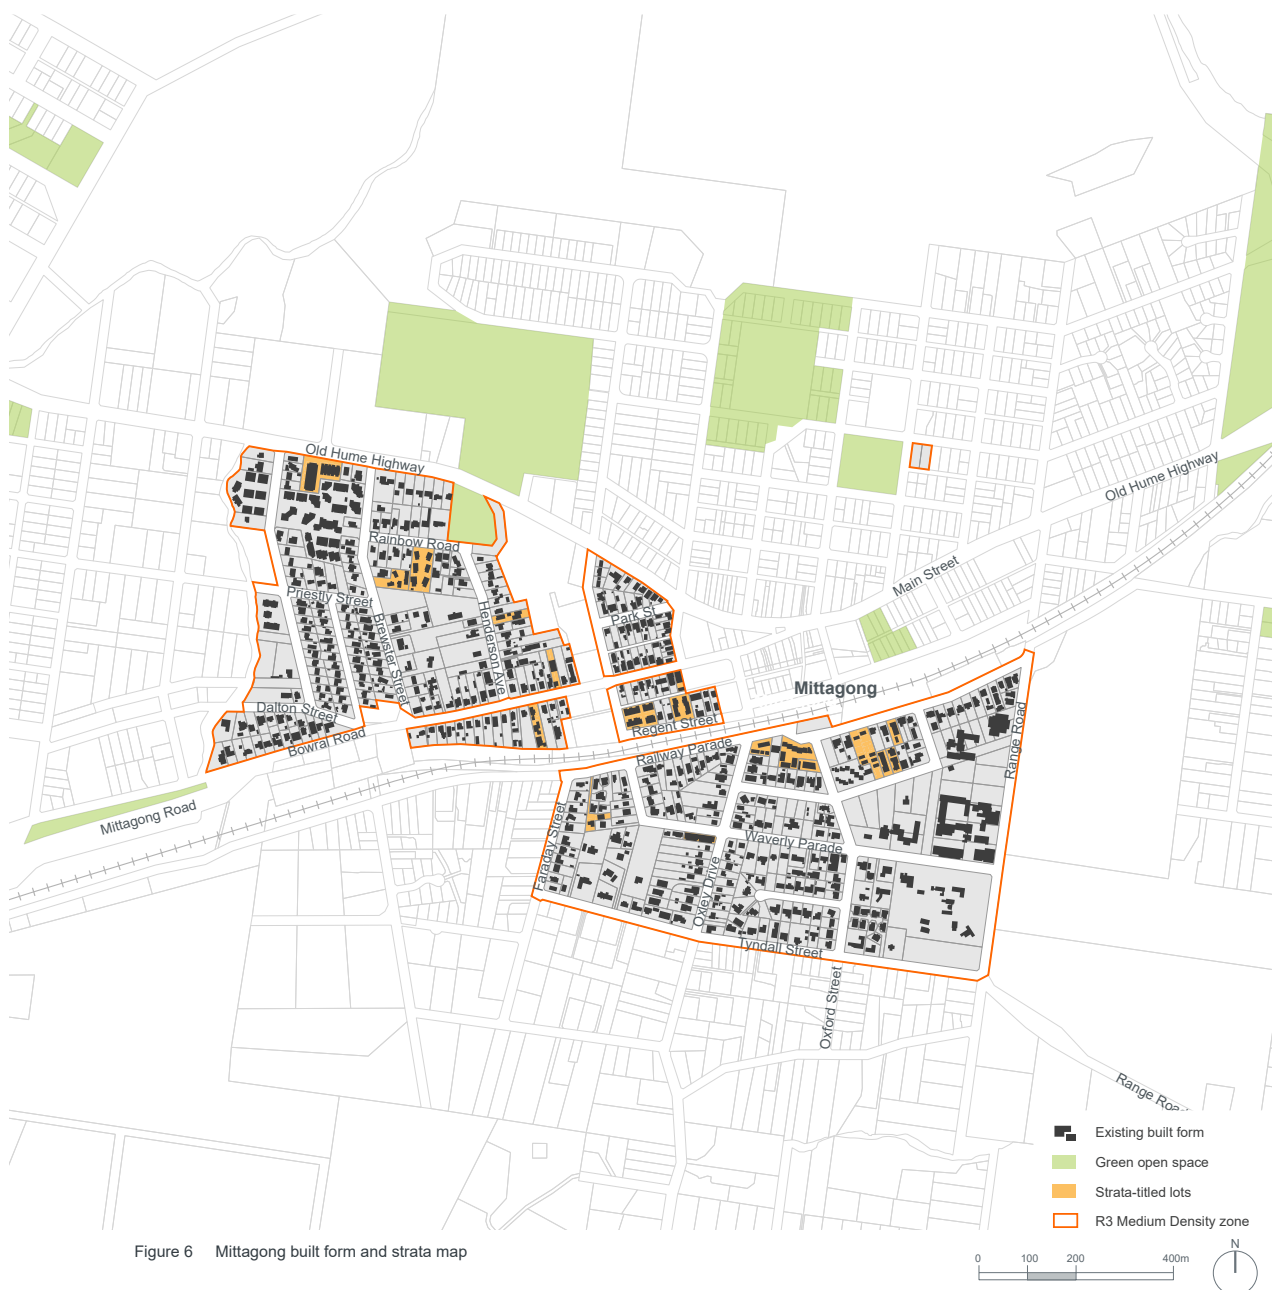 Old Hume Highway
Old Hume Highway
Rainbow Road
Main Street
Priestly Street
Park St
Brewster Street
Henderson Ave
Mittagong
Dalton Street
Regent Street
Bowral Road
Railway Parade
Range Road
Mittagong Road
Faraday Street
Waverly Parade
Oxley Drive
Tyndall Street
Oxford Street
Range Road
Existing built form
Green open space
Strata-titled lots
R3 Medium Density zone
Figure 6 Mittagong built form and strata map
0 100 200 400m
N